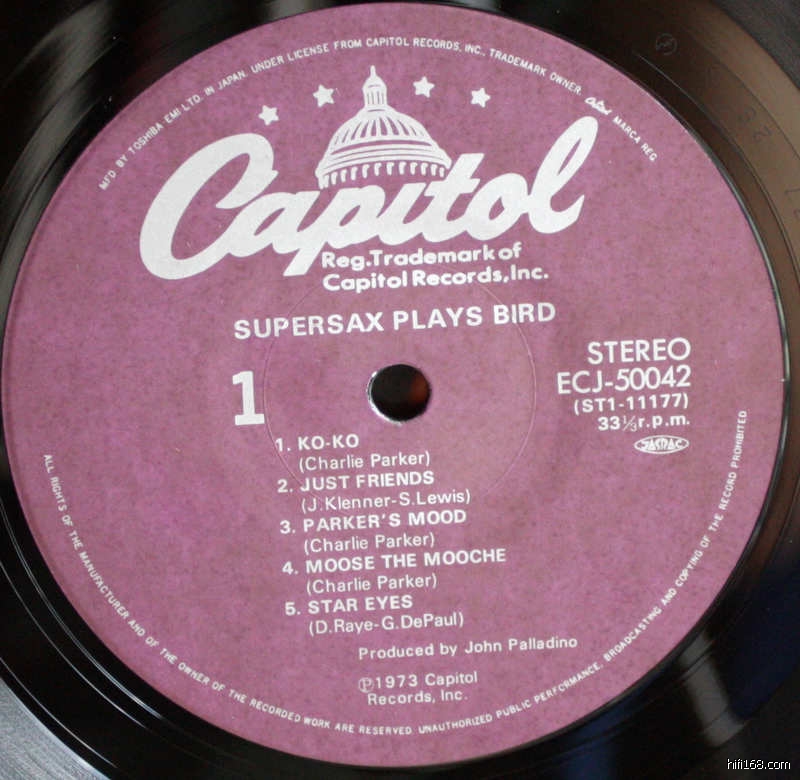 MF'D BY TOSHIBA EMI LTD. IN JAPAN. UNDER LICENSE FROM CAPITOL RECORDS, INC., TRADEMARK OWNER. Capitol MARCA REG.
Capitol
Reg.Trademark of
Capitol Records,Inc.
SUPERSAX PLAYS BIRD
1
STEREO
ECJ-50042
(ST1-11177)
33⅓r.p.m.
JASRAC
1. KO-KO
(Charlie Parker)
2. JUST FRIENDS
(J.Klenner-S.Lewis)
3. PARKER'S MOOD
(Charlie Parker)
4. MOOSE THE MOOCHE
(Charlie Parker)
5. STAR EYES
(D.Raye-G.DePaul)
Produced by John Palladino
℗1973 Capitol
Records, Inc.
ALL RIGHTS OF THE MANUFACTURER AND OF THE OWNER OF THE RECORDED WORK ARE RESERVED. UNAUTHORIZED PUBLIC PERFORMANCE, BROADCASTING AND COPYING OF THE RECORD PROHIBITED
hifi168.com